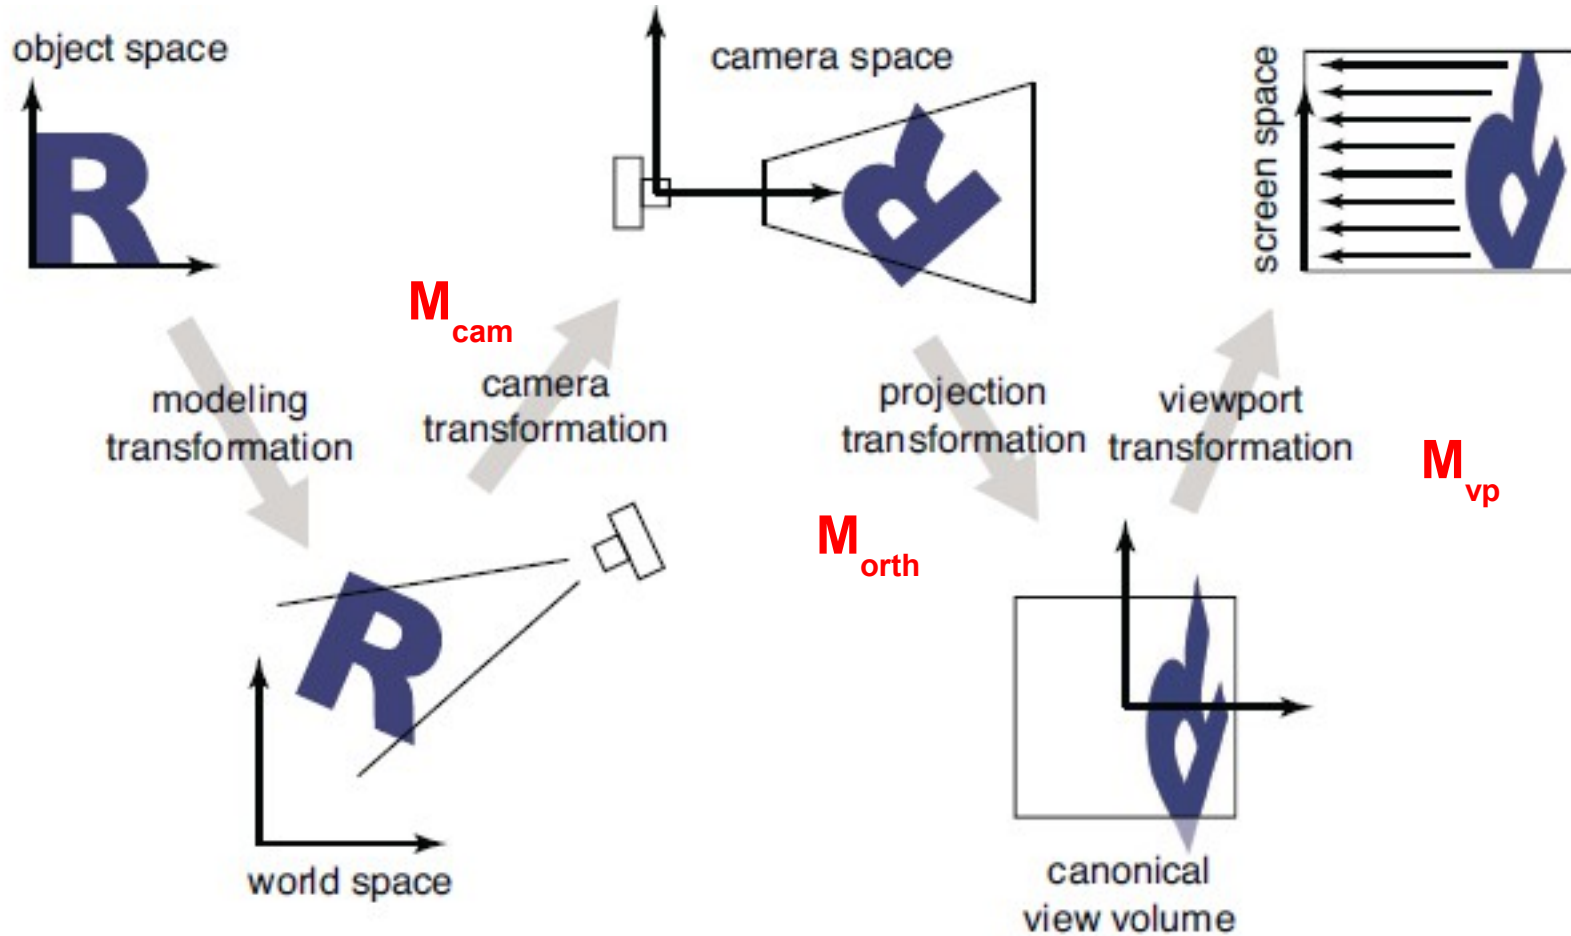 object space
camera space
screen space
M cam
modeling
transformation
camera
transformation
projection
transformation
viewport
transformation
M orth
M vp
world space
canonical
view volume